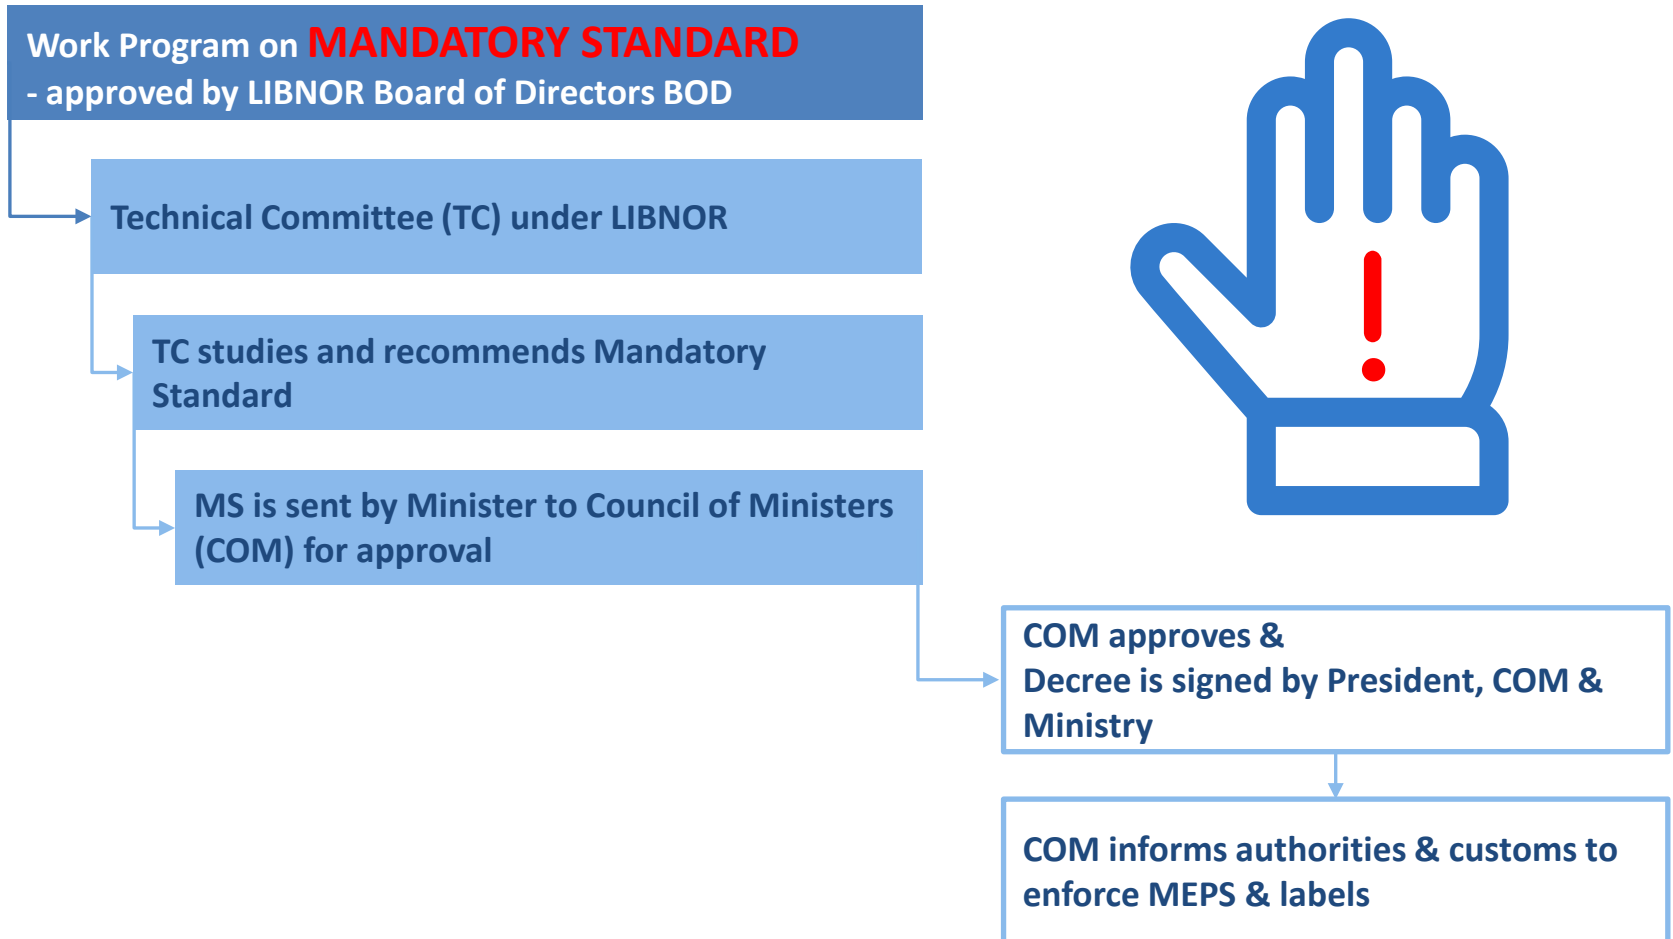 Work Program on MANDATORY STANDARD
- approved by LIBNOR Board of Directors BOD
Technical Committee (TC) under LIBNOR
TC studies and recommends Mandatory
Standard
MS is sent by Minister to Council of Ministers
(COM) for approval
COM approves &
Decree is signed by President, COM &
Ministry
COM informs authorities & customs to
enforce MEPS & labels